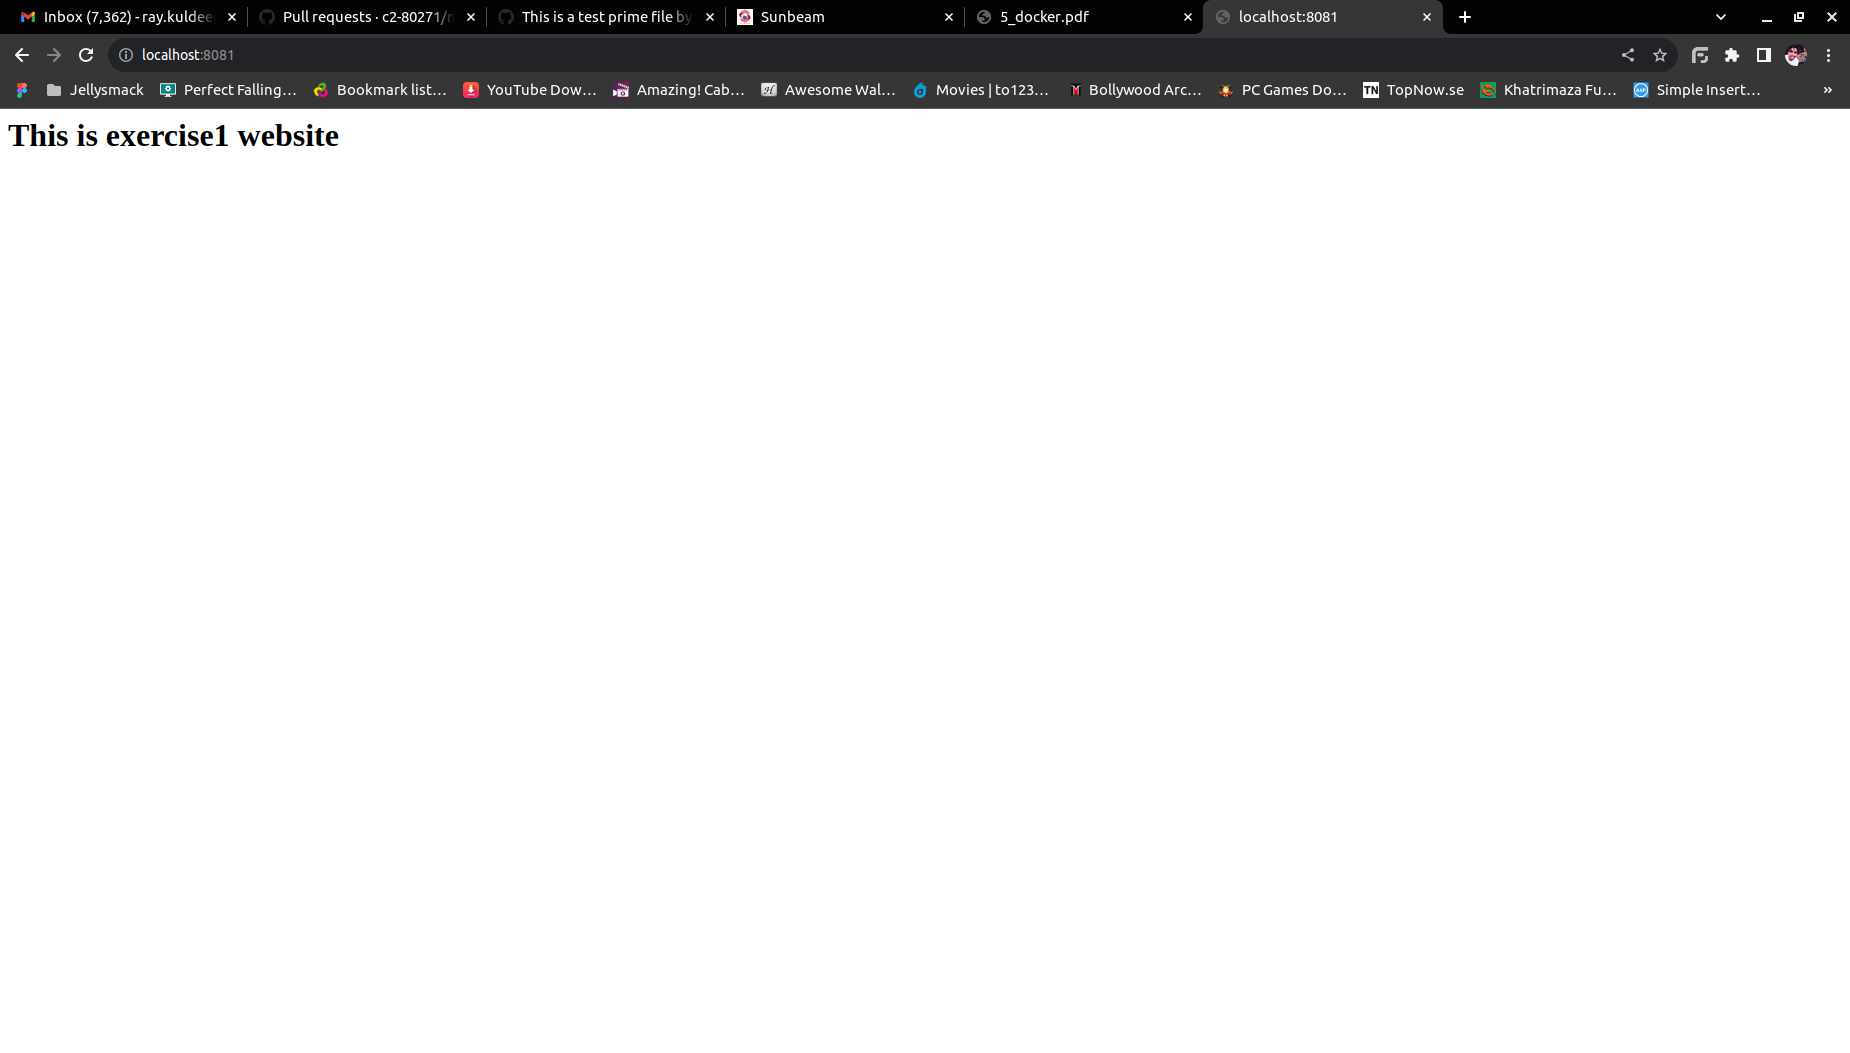 Inbox (7,362) - ray.kuldee
Pull requests · c2-80271/
This is a test prime file by
Sunbeam
5_docker.pdf
localhost:8081
localhost:8081
Jellysmack
Perfect Falling…
Bookmark list…
YouTube Dow…
Amazing! Cab…
Awesome Wal…
Movies | to123…
Bollywood Arc…
PC Games Do…
TN TopNow.se
Khatrimaza Fu…
Simple Insert…
»
This is exercise1 website